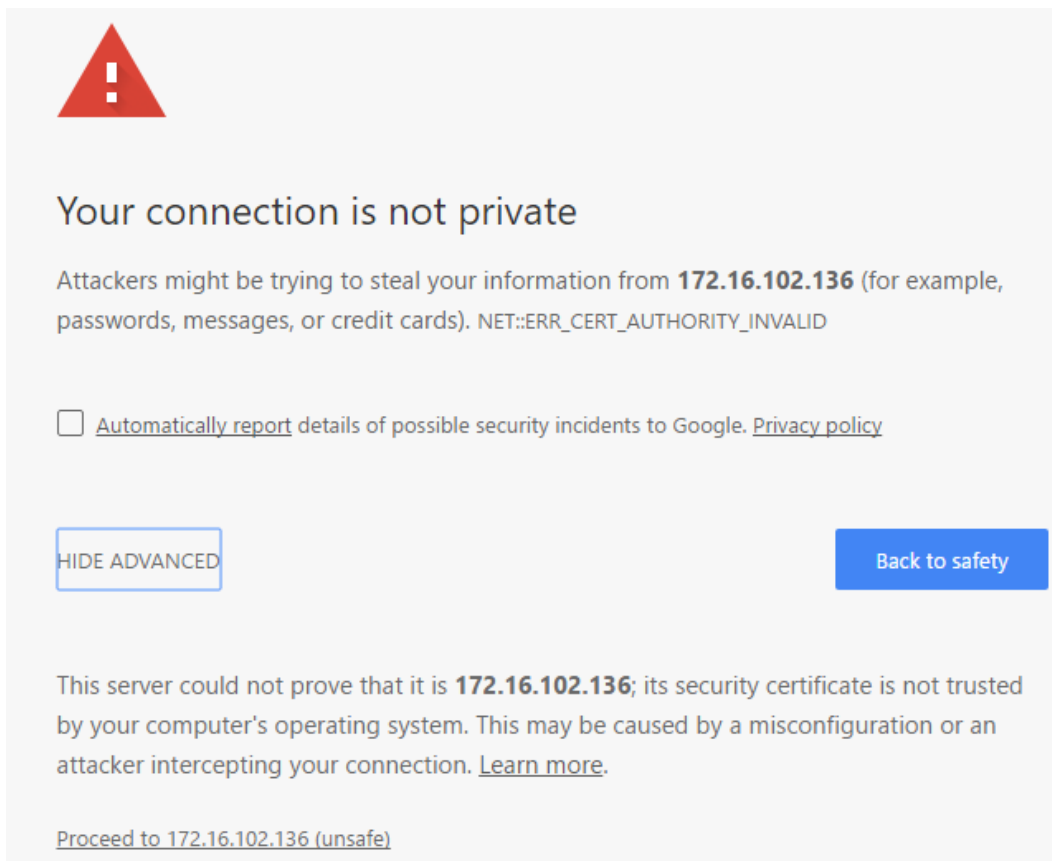 Your connection is not private
Attackers might be trying to steal your information from 172.16.102.136 (for example,
passwords, messages, or credit cards). NET::ERR_CERT_AUTHORITY_INVALID
Automatically report details of possible security incidents to Google. Privacy policy
HIDE ADVANCED
Back to safety
This server could not prove that it is 172.16.102.136; its security certificate is not trusted
by your computer's operating system. This may be caused by a misconfiguration or an
attacker intercepting your connection. Learn more.
Proceed to 172.16.102.136 (unsafe)